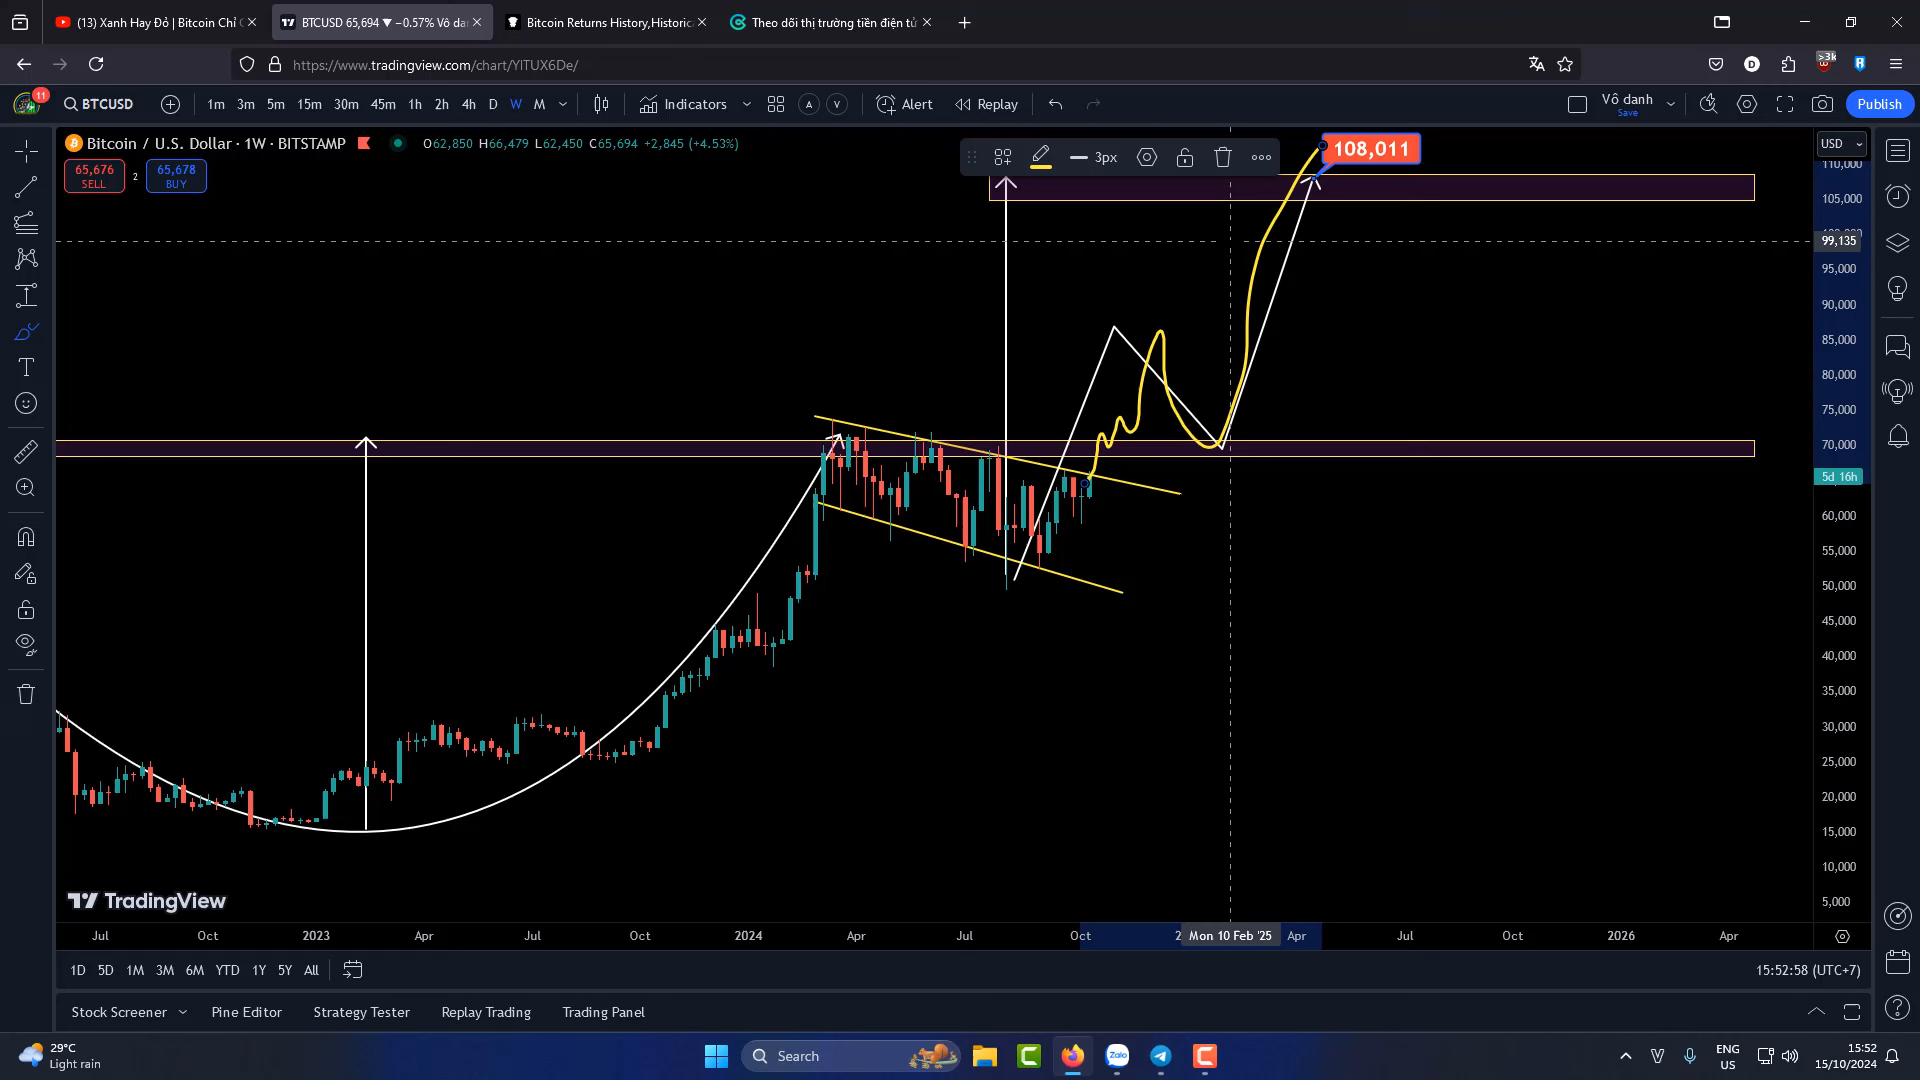 (13) Xanh Hay Đỏ | Bitcoin Chỉ
BTCUSD 65,694 ▼ −0.57% Vô da
Bitcoin Returns History,Historic
Theo dõi thị trường tiền điện tử
https://www.tradingview.com/chart/YITUX6De/
>3k
D
11
BTCUSD
1m 3m 5m 15m 30m 45m 1h 2h 4h D W M
Indicators
A V
Alert
Replay
Vô danh
Save
Publish
Bitcoin / U.S. Dollar · 1W · BITSTAMP
O62,850 H66,479 L62,450 C65,694 +2,845 (+4.53%)
65,676
SELL
2
65,678
BUY
3px
108,011
USD
110,000
105,000
99,135
95,000
90,000
85,000
80,000
75,000
70,000
5d 16h
60,000
55,000
50,000
45,000
40,000
35,000
30,000
25,000
20,000
15,000
10,000
5,000
TradingView
Jul Oct 2023 Apr Jul Oct 2024 Apr Jul Oct Mon 10 Feb '25 Apr Jul Oct 2026 Apr
1D 5D 1M 3M 6M YTD 1Y 5Y All
15:52:58 (UTC+7)
Stock Screener Pine Editor Strategy Tester Replay Trading Trading Panel
29°C
Light rain
Search
Zalo
ENG
US
15:52
15/10/2024